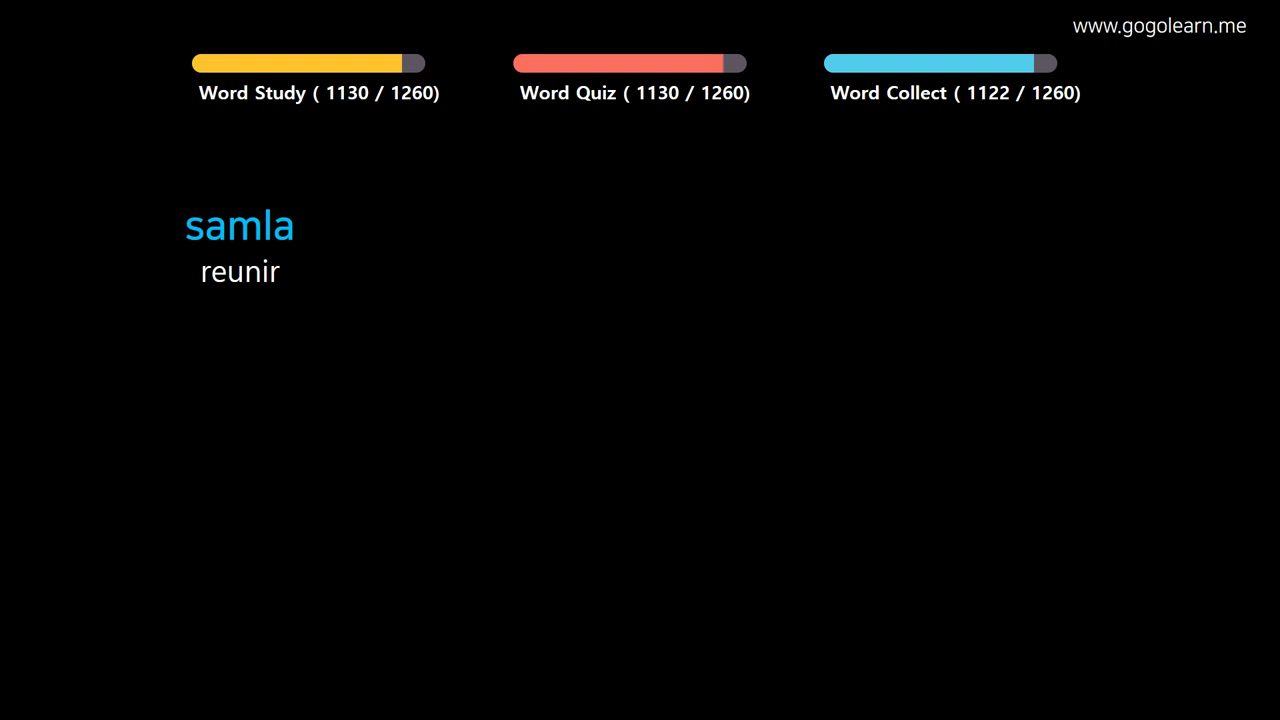 www.gogolearn.me
Word Study ( 1130 / 1260)
Word Quiz ( 1130 / 1260)
Word Collect ( 1122 / 1260)
samla
reunir